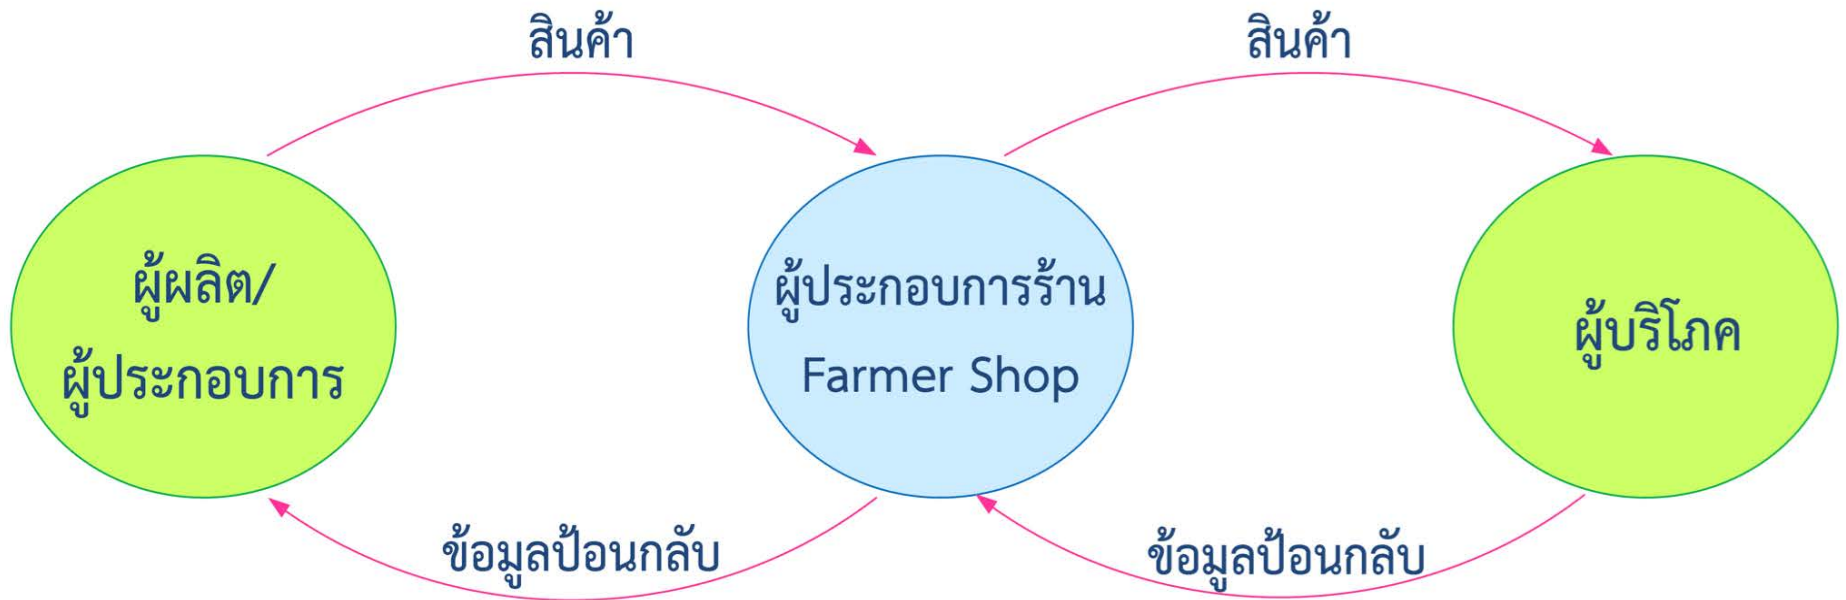 สินค้า
สินค้า
ผู้ผลิต/
ผู้ประกอบการ
ผู้ประกอบการร้าน
Farmer Shop
ผู้บริโภค
ข้อมูลป้อนกลับ
ข้อมูลป้อนกลับ